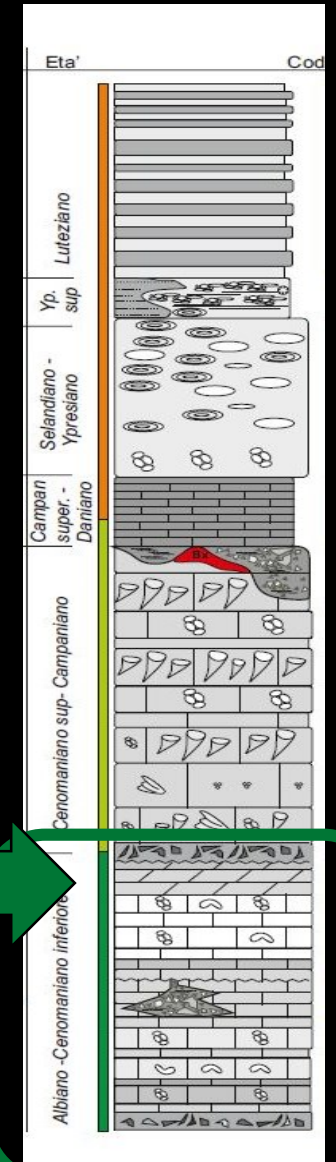 Eta' Cod
Luteziano
Yp.
sup
Selandiano -
Ypresiano
Campan
super. -
Daniano
Bx
Cenomaniano sup- Campaniano
Albiano -Cenomaniano inferiore